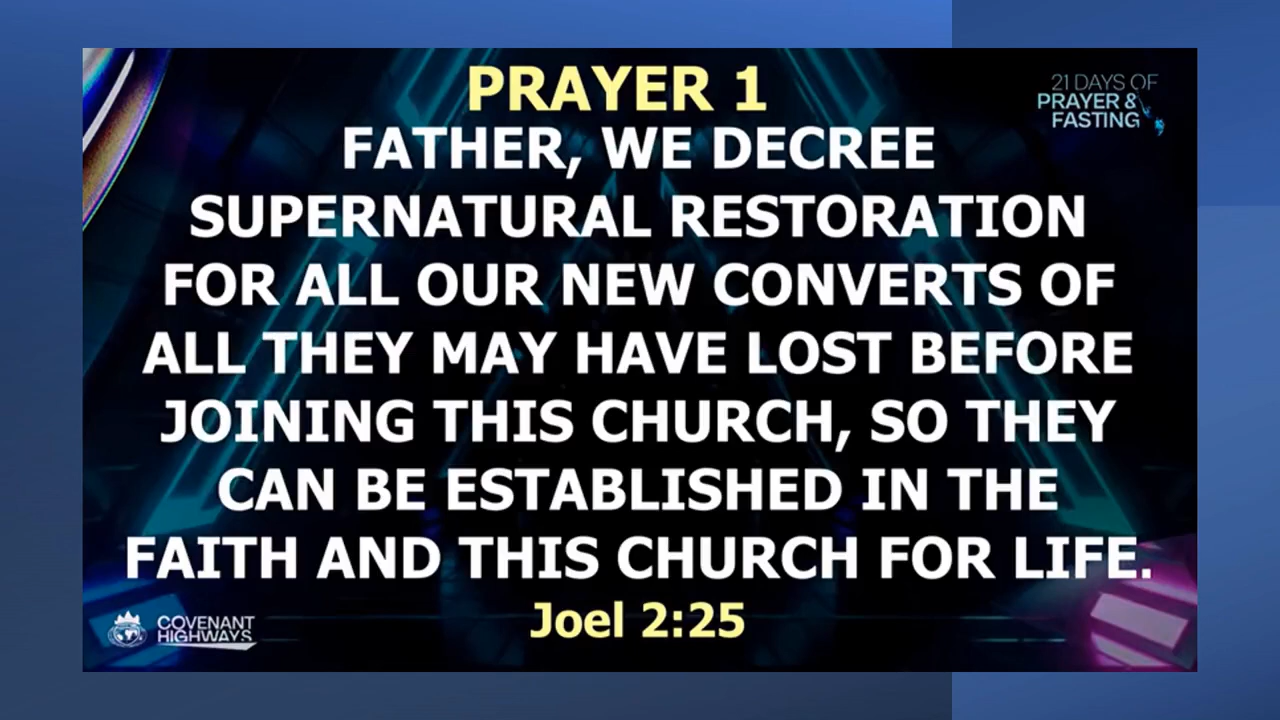 PRAYER 1
21 DAYS OF
PRAYER &
FASTING
FATHER, WE DECREE
SUPERNATURAL RESTORATION
FOR ALL OUR NEW CONVERTS OF
ALL THEY MAY HAVE LOST BEFORE
JOINING THIS CHURCH, SO THEY
CAN BE ESTABLISHED IN THE
FAITH AND THIS CHURCH FOR LIFE.
Joel 2:25
COVENANT
HIGHWAYS